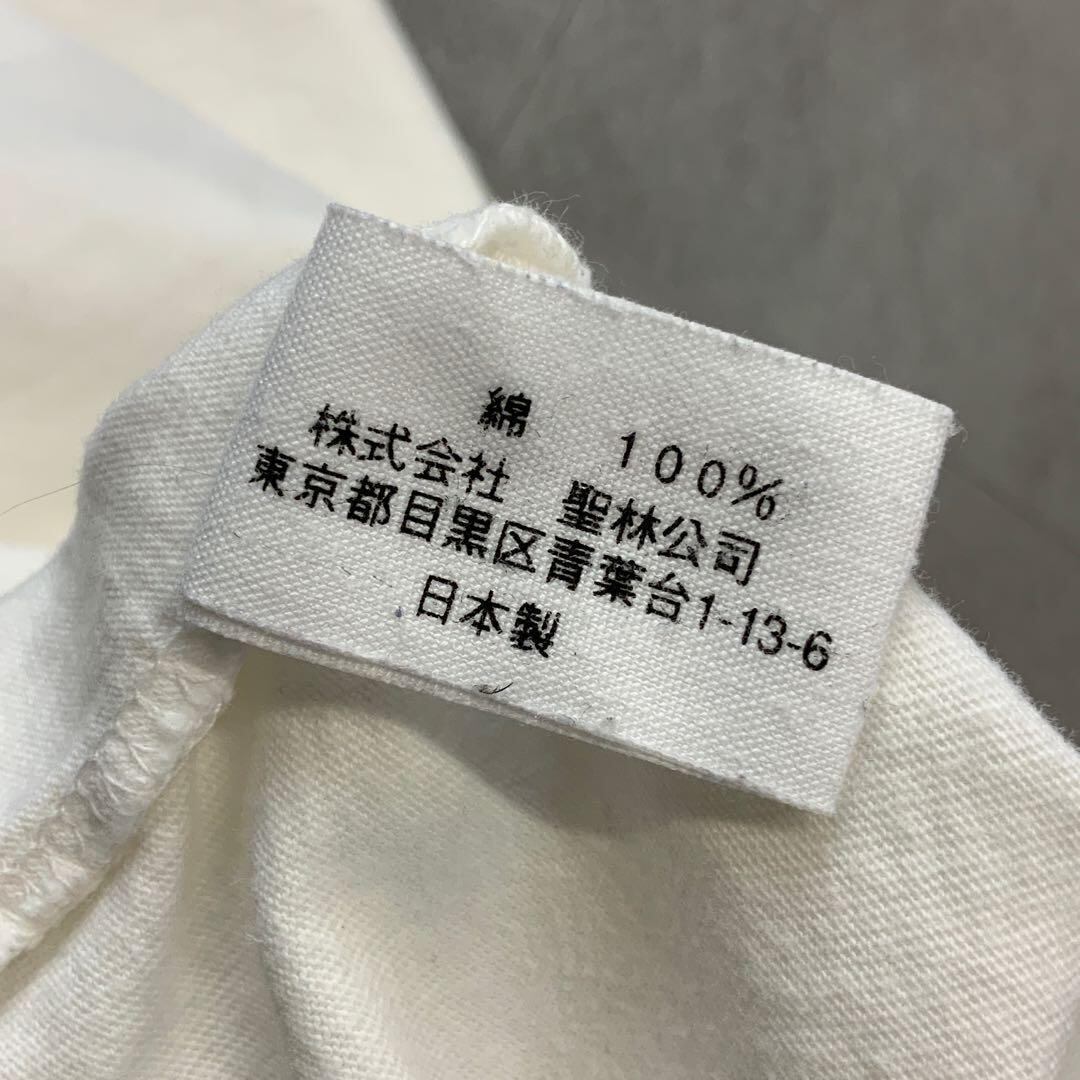 綿　１００％
株式会社　聖林公司
東京都目黒区青葉台1-13-6
日本製